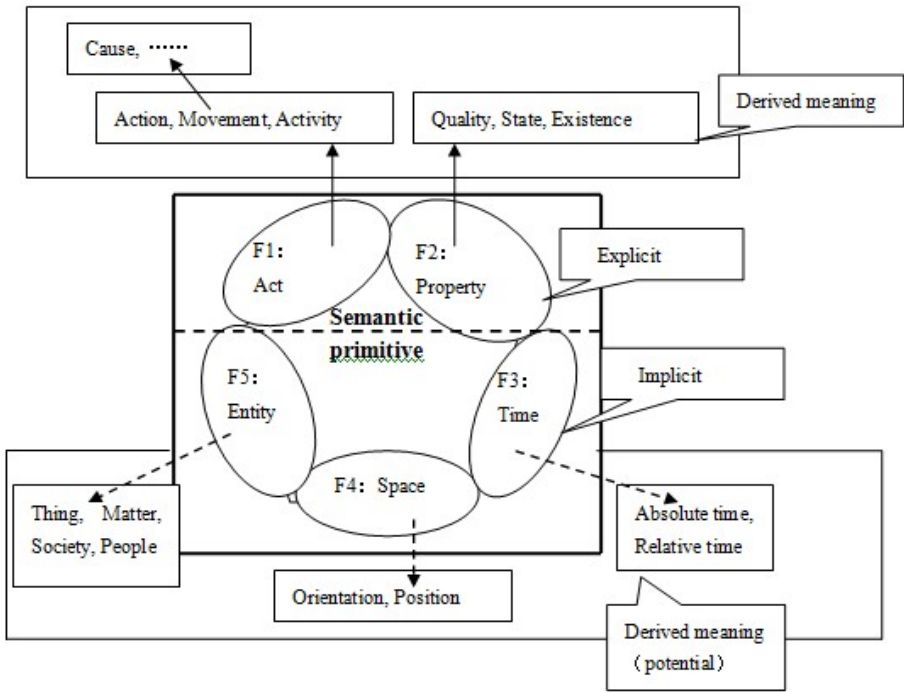 Cause, ……
Action, Movement, Activity
Quality, State, Existence
Derived meaning
F1：
Act
F2：
Property
Explicit
Semantic
primitive
F5：
Entity
F3：
Time
Implicit
F4：Space
Thing, Matter,
Society, People
Absolute time,
Relative time
Orientation, Position
Derived meaning
（potential）